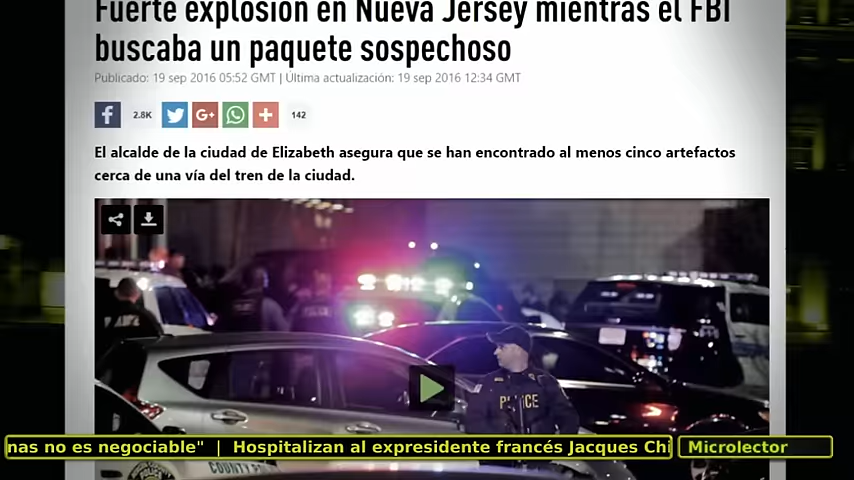 Fuerte explosión en Nueva Jersey mientras el FBI
buscaba un paquete sospechoso
Publicado: 19 sep 2016 05:52 GMT | Última actualización: 19 sep 2016 12:34 GMT
2.8K
G+
142
El alcalde de la ciudad de Elizabeth asegura que se han encontrado al menos cinco artefactos
cerca de una vía del tren de la ciudad.
POLICE
nas no es negociable" | Hospitalizan al expresidente francés Jacques Chi
Microlector
COUNTY